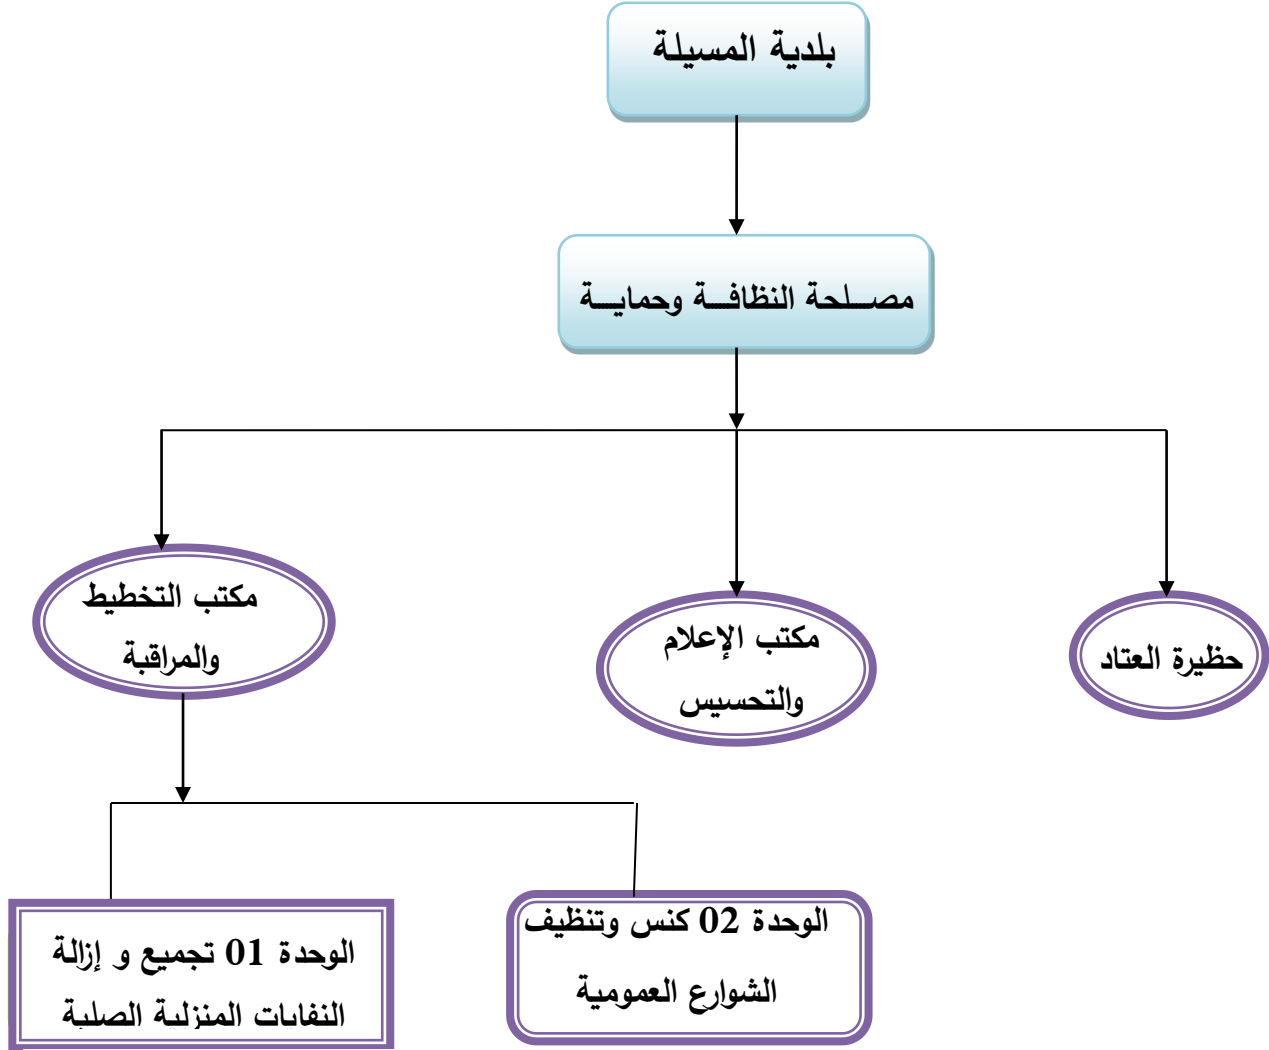 بلدية المسيلة
مصـــلحة النظافـــة وحمايـــة
حظيرة العتاد
مكتب الإعلام
والتحسيس
مكتب التخطيط
والمراقبة
الوحدة 02 كنس وتنظيف
الشوارع العمومية
الوحدة 01 تجميع و إزالة
النفايات المنزلية الصلبة